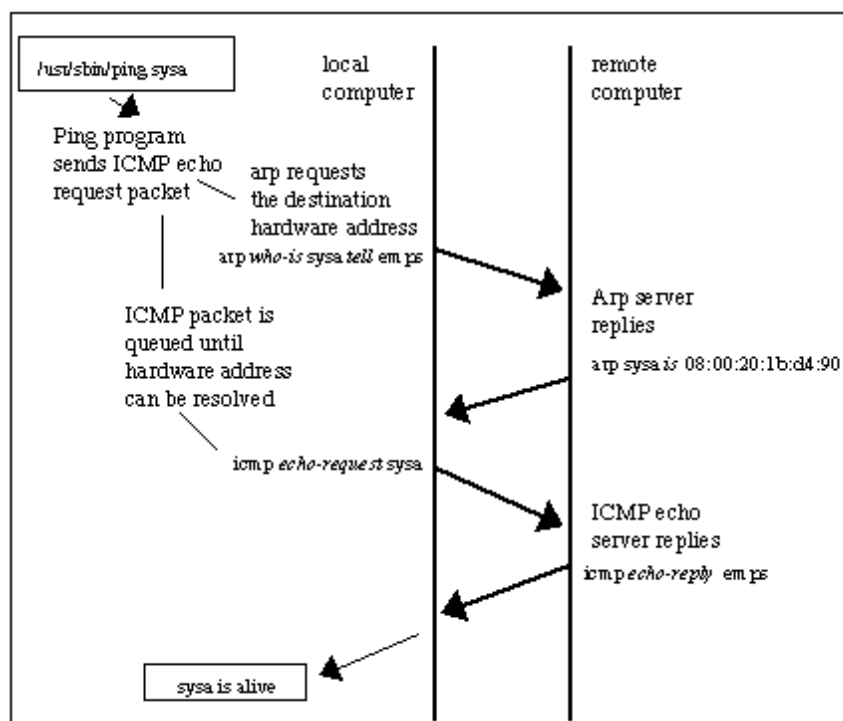 /usr/sbin/ping sysa
local
computer
remote
computer
Ping program
sends ICMP echo
request packet
arp requests
the destination
hardware address
arp who-is sysa tell emps
Arp server
replies
ICMP packet is
queued until
hardware address
can be resolved
arp sysa is 08:00:20:1b:d4:90
icmp echo-request sysa
ICMP echo
server replies
icmp echo-reply emps
sysa is alive